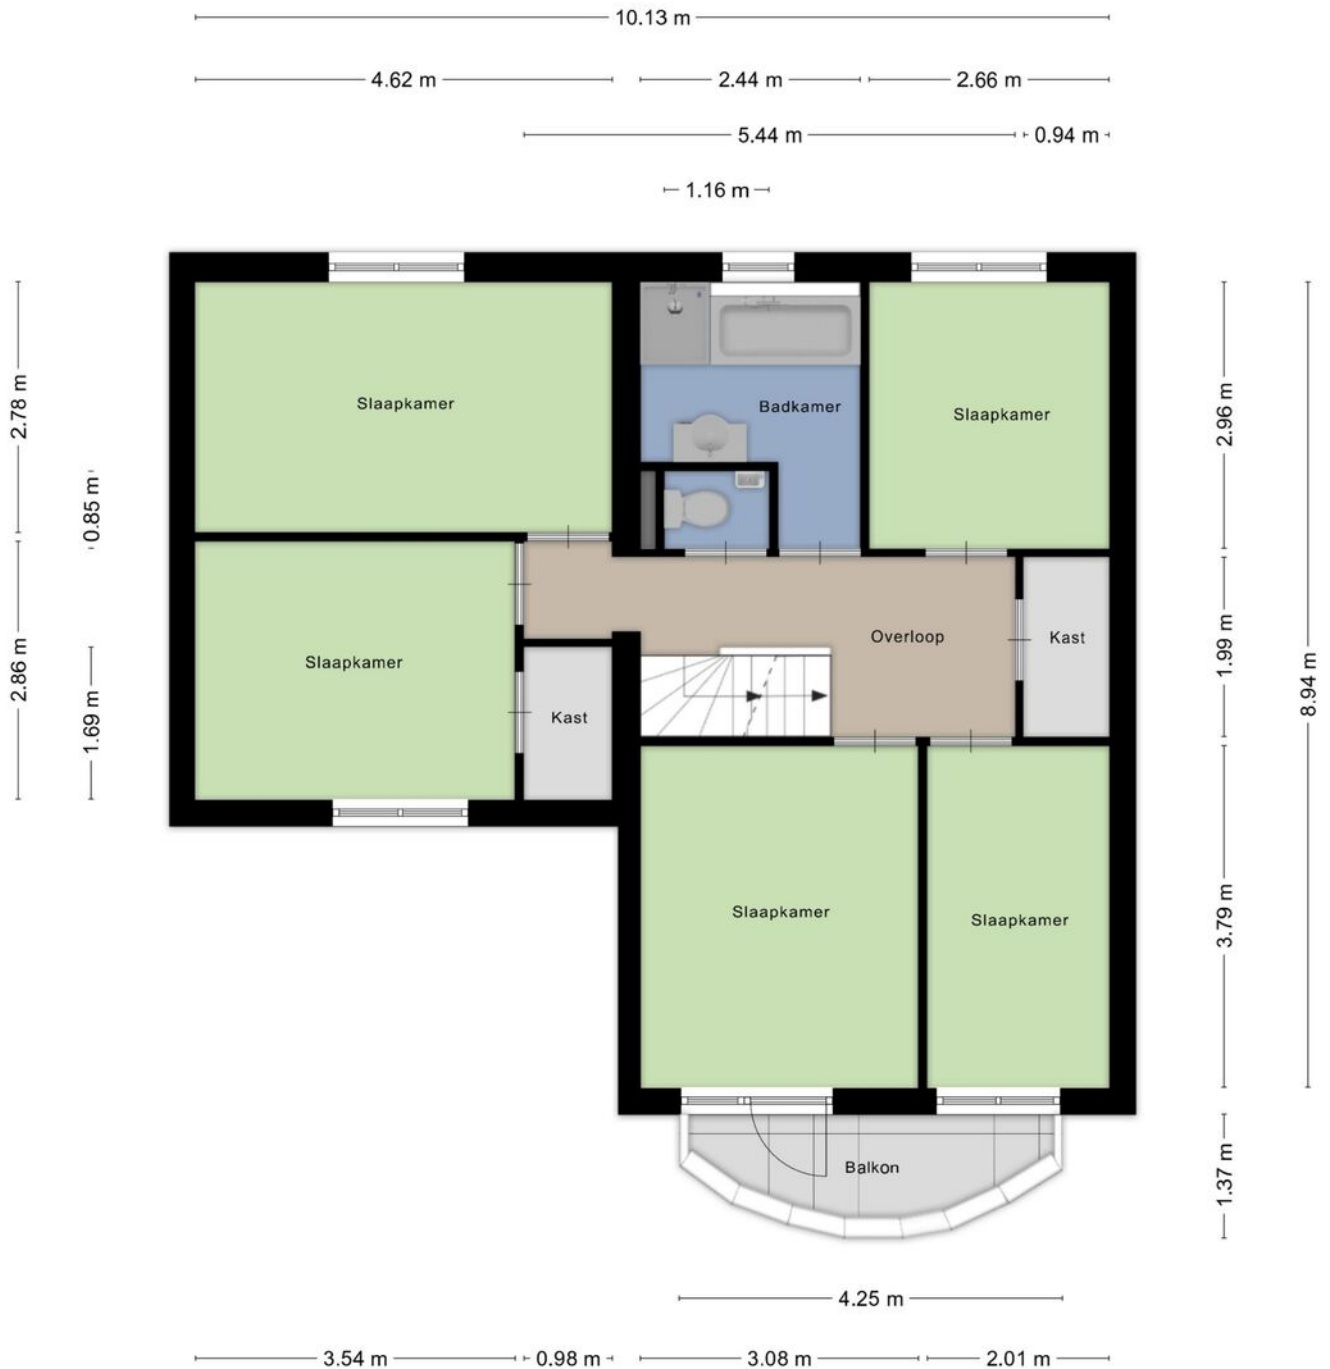 10.13 m
4.62 m
2.44 m
2.66 m
5.44 m
0.94 m
1.16 m
2.78 m
0.85 m
2.86 m
1.69 m
Slaapkamer
Badkamer
Slaapkamer
Slaapkamer
Kast
Overloop
Kast
Slaapkamer
Slaapkamer
Balkon
2.96 m
1.99 m
3.79 m
1.37 m
8.94 m
4.25 m
3.54 m
0.98 m
3.08 m
2.01 m